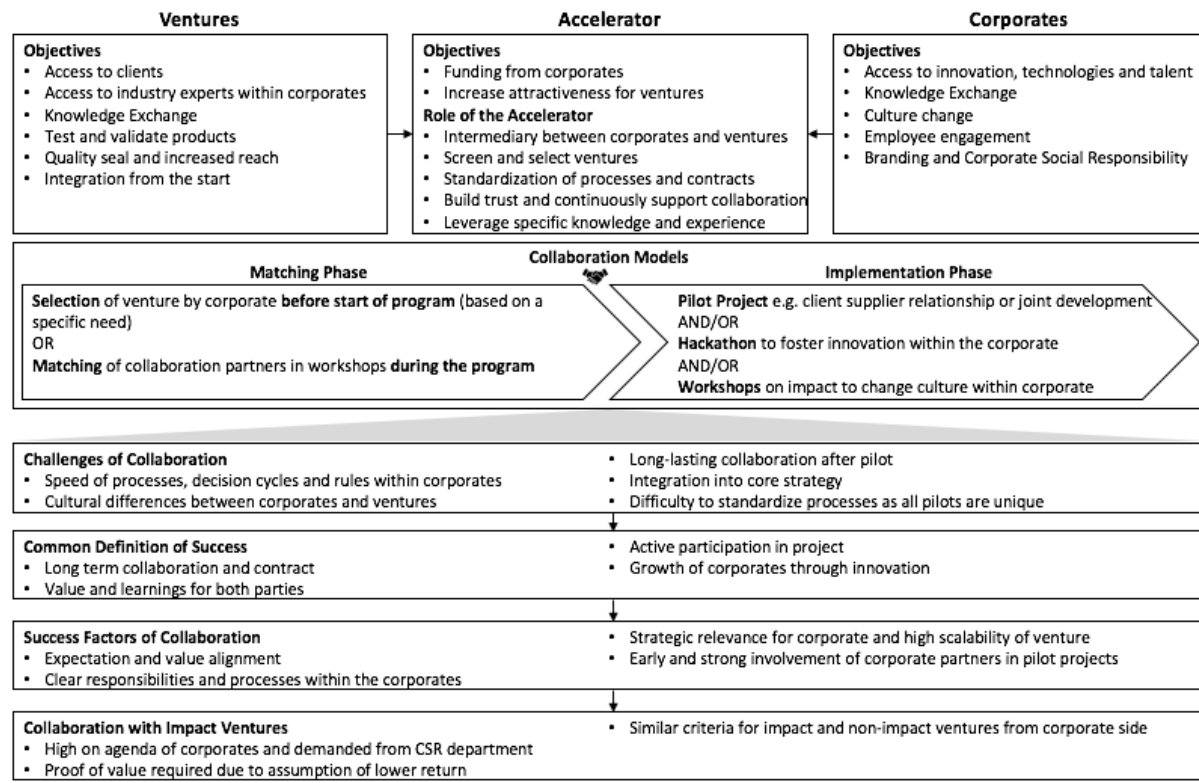 Ventures
Accelerator
Corporates
Objectives
• Access to clients
• Access to industry experts within corporates
• Knowledge Exchange
• Test and validate products
• Quality seal and increased reach
• Integration from the start
Objectives
• Funding from corporates
• Increase attractiveness for ventures
Role of the Accelerator
• Intermediary between corporates and ventures
• Screen and select ventures
• Standardization of processes and contracts
• Build trust and continuously support collaboration
• Leverage specific knowledge and experience
Objectives
• Access to innovation, technologies and talent
• Knowledge Exchange
• Culture change
• Employee engagement
• Branding and Corporate Social Responsibility
Collaboration Models
Matching Phase
Selection of venture by corporate before start of program (based on a
specific need)
OR
Matching of collaboration partners in workshops during the program
Implementation Phase
Pilot Project e.g. client supplier relationship or joint development
AND/OR
Hackathon to foster innovation within the corporate
AND/OR
Workshops on impact to change culture within corporate
Challenges of Collaboration
• Speed of processes, decision cycles and rules within corporates
• Cultural differences between corporates and ventures
• Long-lasting collaboration after pilot
• Integration into core strategy
• Difficulty to standardize processes as all pilots are unique
Common Definition of Success
• Long term collaboration and contract
• Value and learnings for both parties
• Active participation in project
• Growth of corporates through innovation
Success Factors of Collaboration
• Expectation and value alignment
• Clear responsibilities and processes within the corporates
• Strategic relevance for corporate and high scalability of venture
• Early and strong involvement of corporate partners in pilot projects
Collaboration with Impact Ventures
• High on agenda of corporates and demanded from CSR department
• Proof of value required due to assumption of lower return
• Similar criteria for impact and non-impact ventures from corporate side